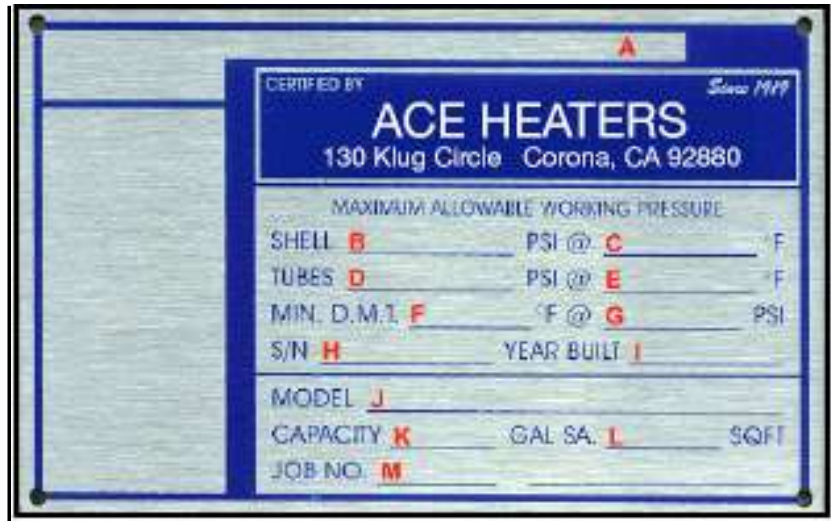 A
CERTIFIED BY Since 1919
ACE HEATERS
130 Klug Circle Corona, CA 92880
MAXIMUM ALLOWABLE WORKING PRESSURE
SHELL B PSI @ C °F
TUBES D PSI @ E °F
MIN. D.M.T. F °F @ G PSI
S/N H YEAR BUILT I
MODEL J
CAPACITY K GAL SA. L SQFT
JOB NO. M